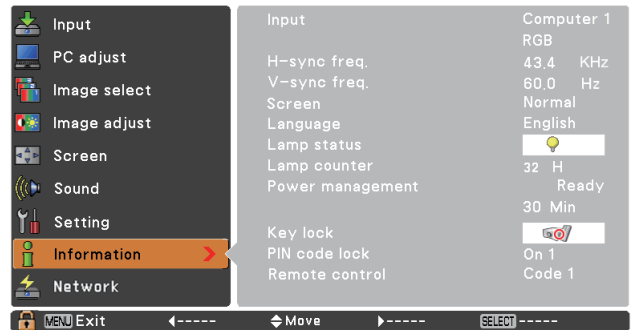 Input
PC adjust
Image select
Image adjust
Screen
Sound
Setting
Information
Network
Input Computer 1
RGB
H-sync freq. 43.4 KHz
V-sync freq. 60.0 Hz
Screen Normal
Language English
Lamp status
Lamp counter 32 H
Power management Ready
30 Min
Key lock
PIN code lock On 1
Remote control Code 1
MENU Exit ◀----- Move ▶----- SELECT -----